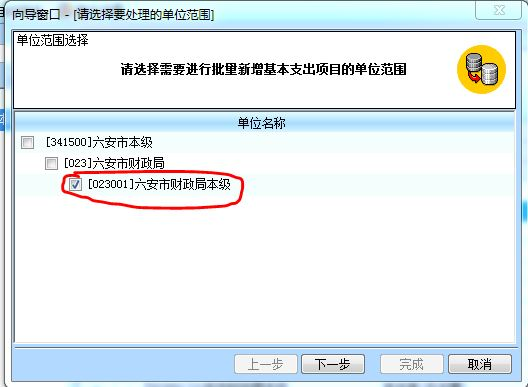 向导窗口 - [请选择要处理的单位范围]
单位范围选择
请选择需要进行批量新增基本支出项目的单位范围
单位名称
[341500]六安市本级
[023]六安市财政局
[023001]六安市财政局本级
上一步 下一步 完成 取消